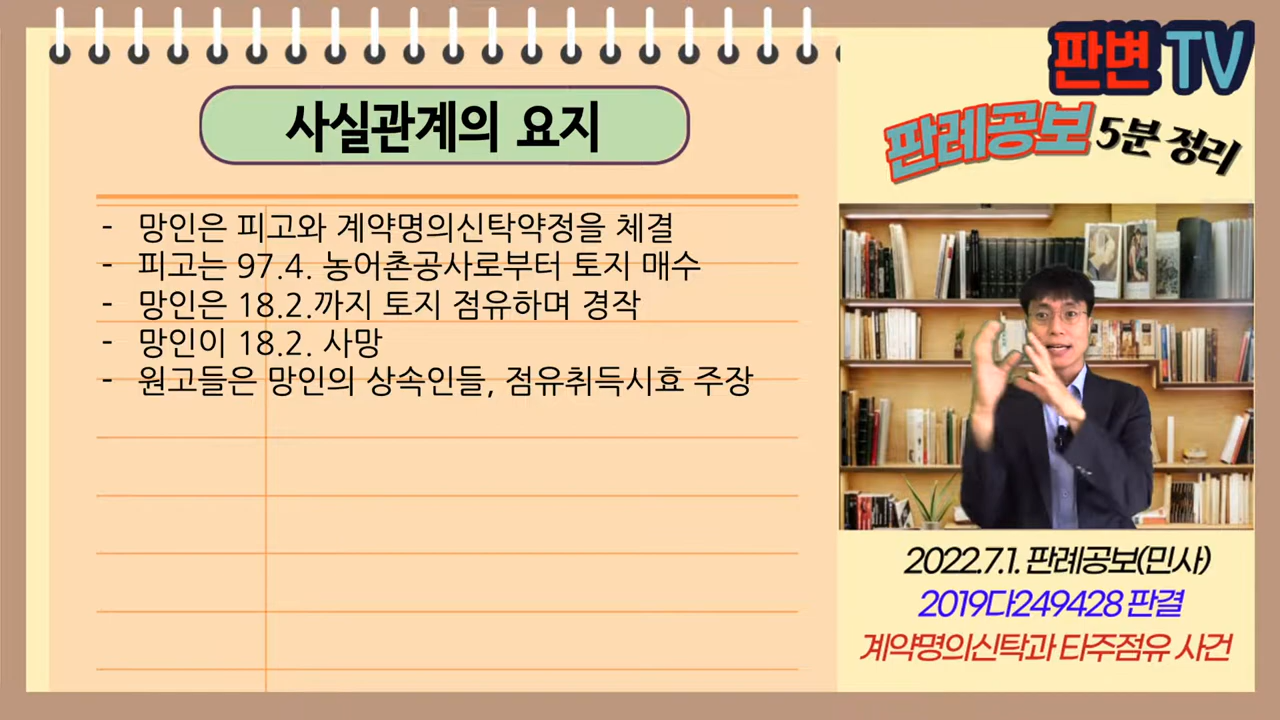 사실관계의 요지
- 망인은 피고와 계약명의신탁약정을 체결
- 피고는 97.4. 농어촌공사로부터 토지 매수
- 망인은 18.2.까지 토지 점유하며 경작
- 망인이 18.2. 사망
- 원고들은 망인의 상속인들, 점유취득시효 주장
판변 TV
판례공보 5분 정리
2022.7.1. 판례공보(민사)
2019다249428 판결
계약명의신탁과 타주점유 사건